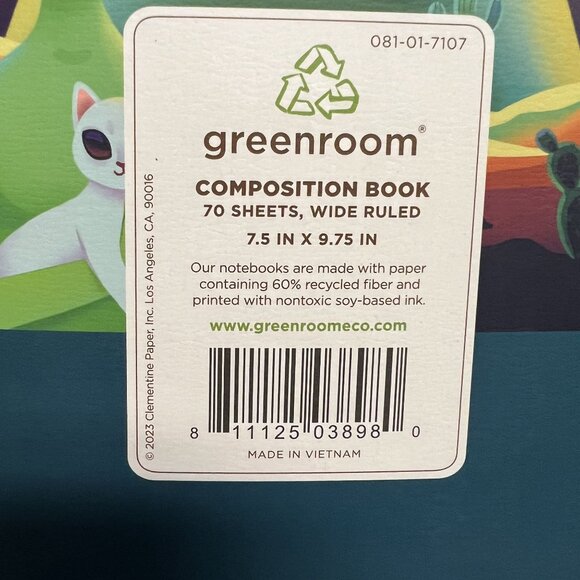 081-01-7107
greenroom®
COMPOSITION BOOK
70 SHEETS, WIDE RULED
7.5 IN X 9.75 IN
Our notebooks are made with paper
containing 60% recycled fiber and
printed with nontoxic soy-based ink.
www.greenroomeco.com
8 11125 03898 0
MADE IN VIETNAM
© 2023 Clementine Paper, Inc. Los Angeles, CA, 90016